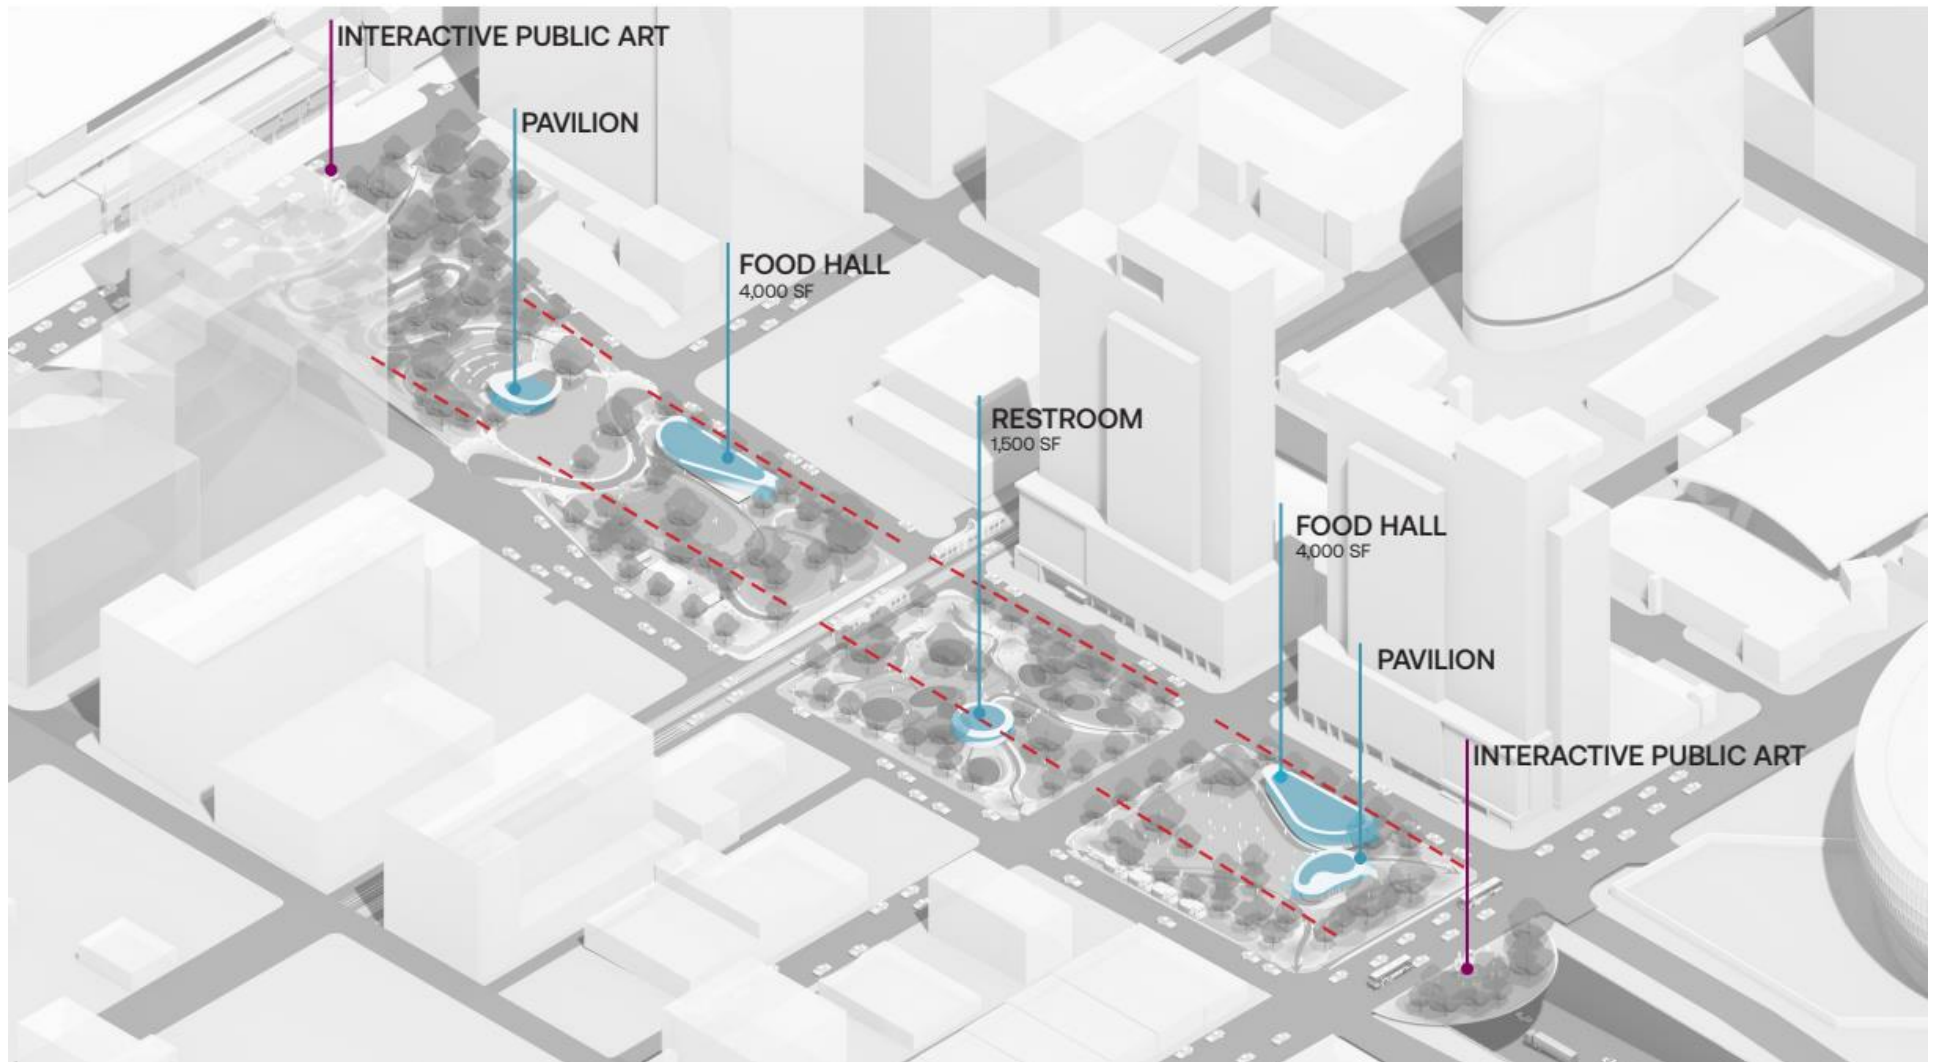 INTERACTIVE PUBLIC ART
PAVILION
FOOD HALL
4,000 SF
RESTROOM
1,500 SF
FOOD HALL
4,000 SF
PAVILION
INTERACTIVE PUBLIC ART